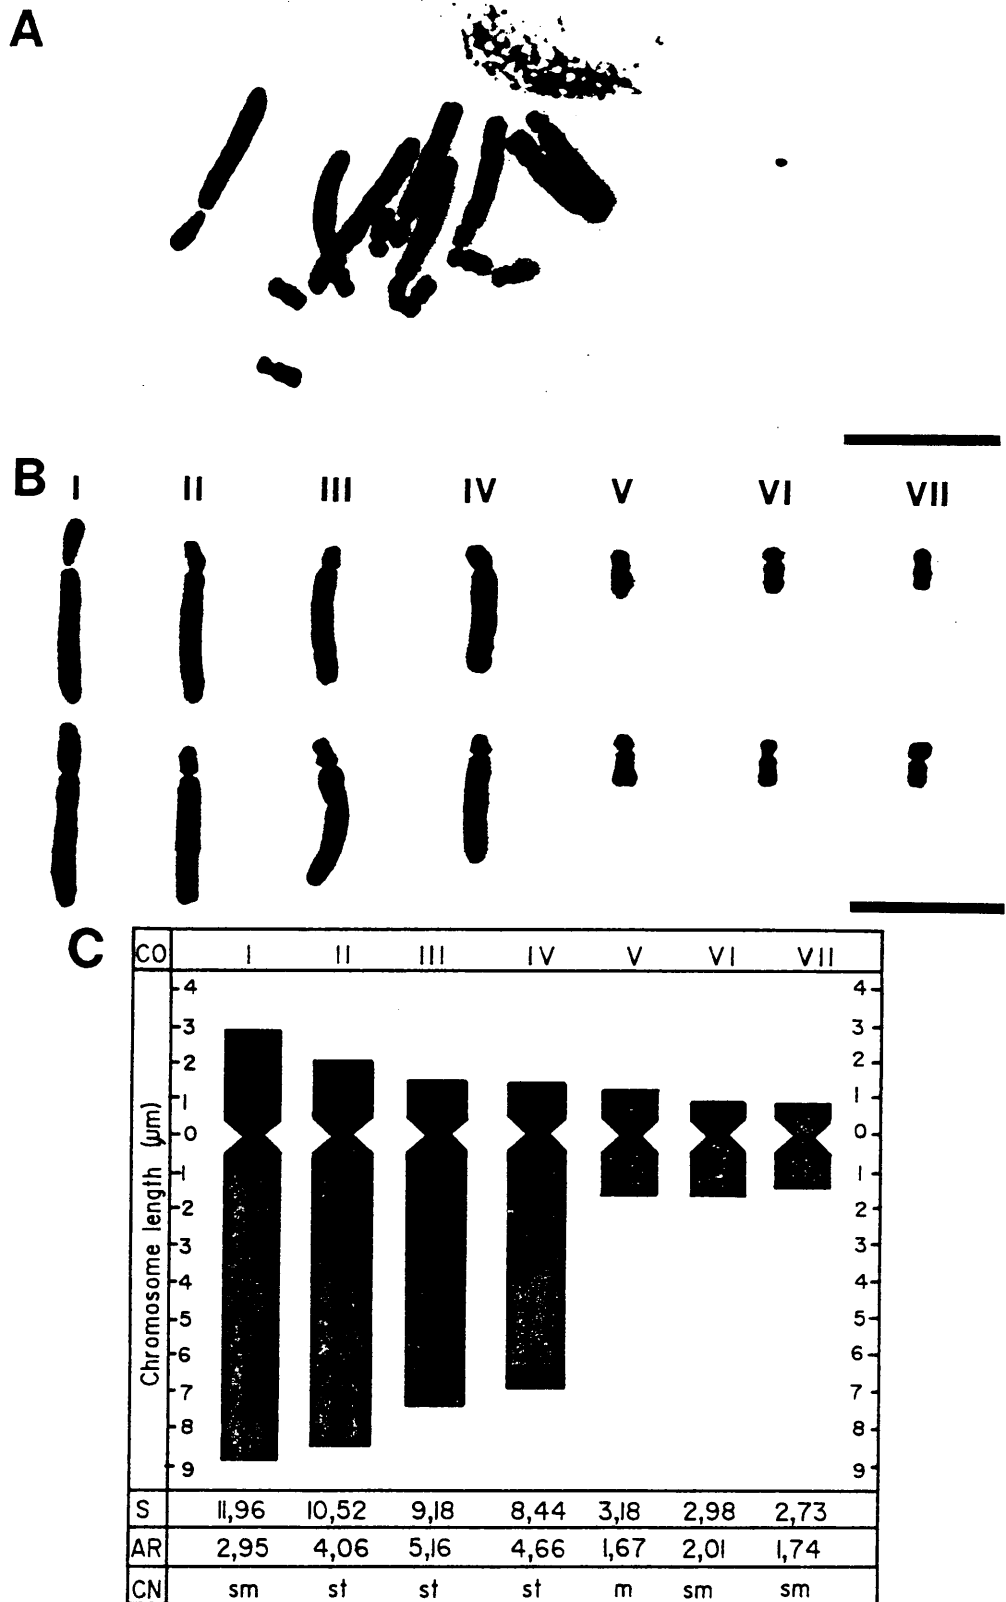 A
B I II III IV V VI VII
C
CO I II III IV V VI VII
4 4
3 3
2 2
1 1
0 0
1 1
2 2
3 3
4 4
5 5
6 6
7 7
8 8
9 9
Chromosome length (µm)
S 11,96 10,52 9,18 8,44 3,18 2,98 2,73
AR 2,95 4,06 5,16 4,66 1,67 2,01 1,74
CN sm st st st m sm sm